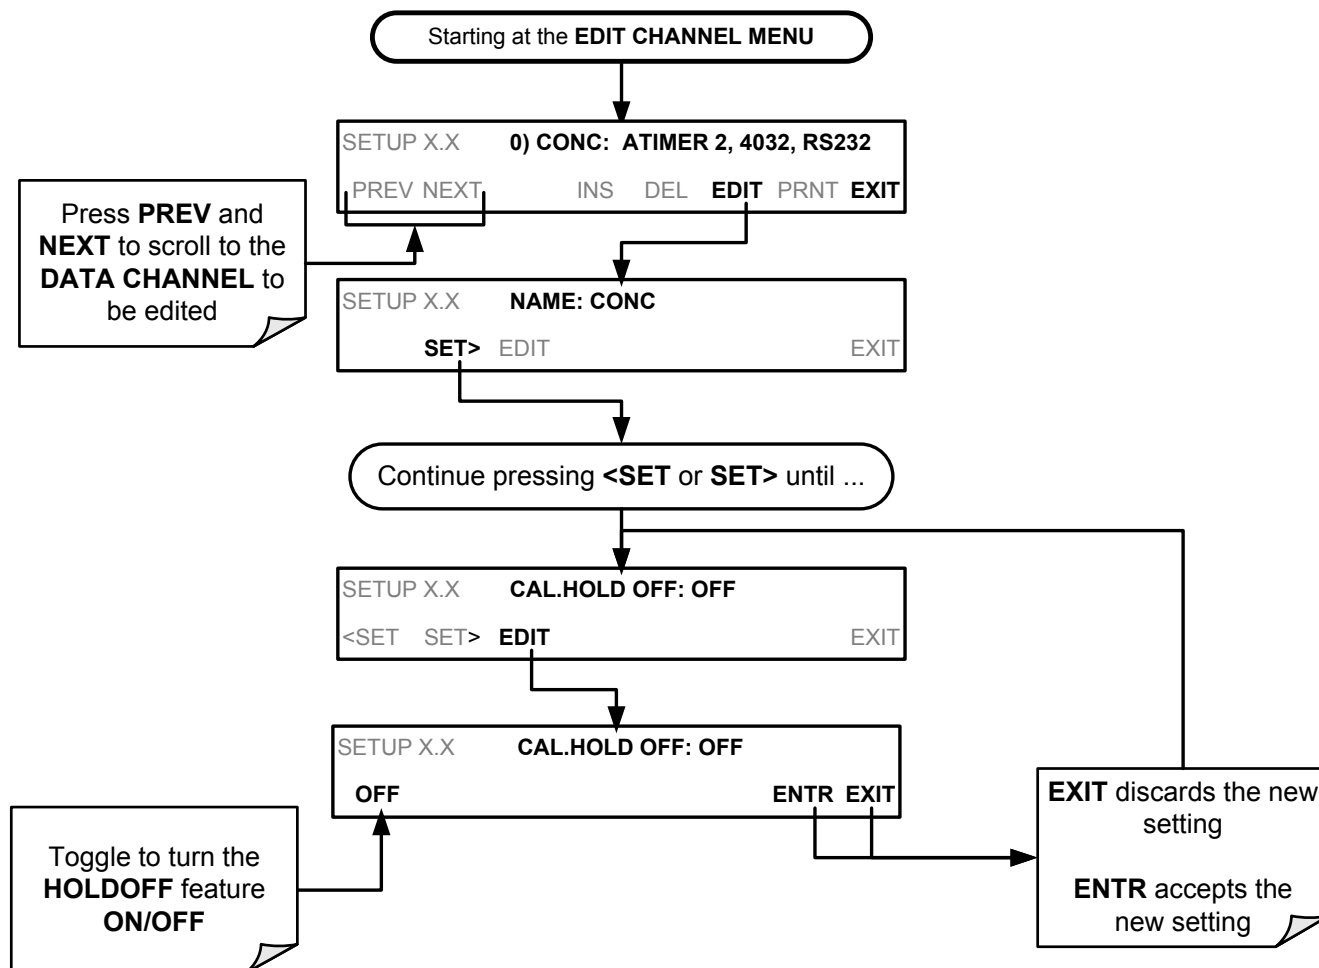 Starting at the EDIT CHANNEL MENU
SETUP X.X 0) CONC: ATIMER 2, 4032, RS232
PREV NEXT INS DEL EDIT PRNT EXIT
Press PREV and
NEXT to scroll to the
DATA CHANNEL to
be edited
SETUP X.X NAME: CONC
SET> EDIT EXIT
Continue pressing <SET or SET> until ...
SETUP X.X CAL.HOLD OFF: OFF
<SET SET> EDIT EXIT
SETUP X.X CAL.HOLD OFF: OFF
OFF ENTR EXIT
Toggle to turn the
HOLDOFF feature
ON/OFF
EXIT discards the new
setting
ENTR accepts the
new setting